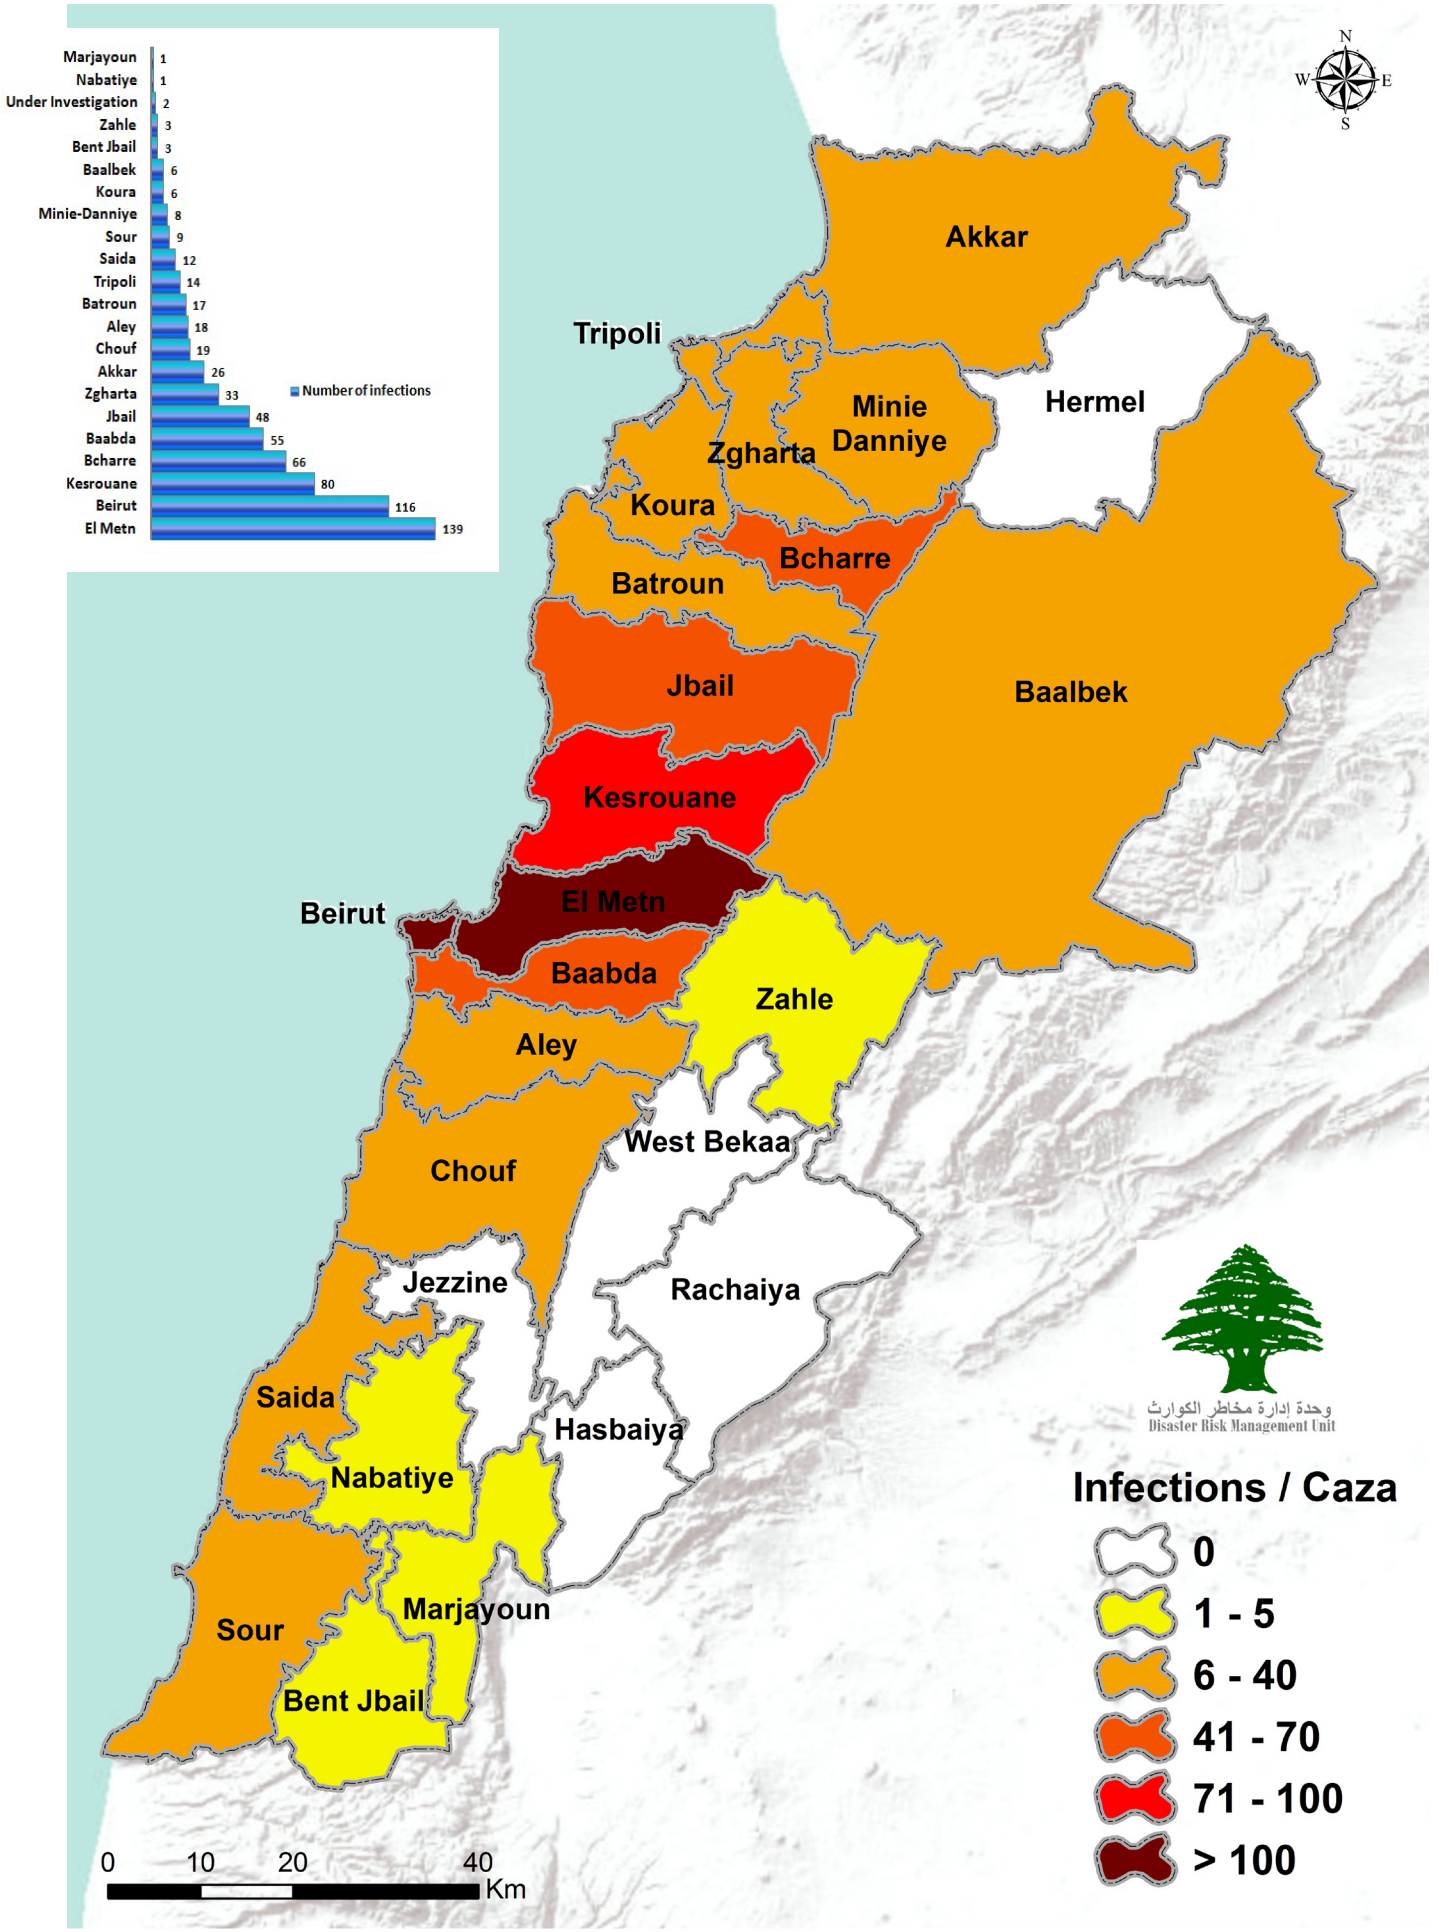 Marjayoun 1
Nabatiye 1
Under Investigation 2
Zahle 3
Bent Jbail 3
Baalbek 6
Koura 6
Minie-Danniye 8
Sour 9
Saida 12
Tripoli 14
Batroun 17
Aley 18
Chouf 19
Akkar 26
Zgharta 33
Jbail 48
Baabda 55
Bcharre 66
Kesrouane 80
Beirut 116
El Metn 139
Number of infections
N
W E
S
Akkar
Tripoli
Hermel
Minie
Danniye
Zgharta
Koura
Bcharre
Batroun
Jbail
Baalbek
Kesrouane
El Metn
Beirut
Baabda
Zahle
Aley
West Bekaa
Chouf
Jezzine
Rachaiya
Saida
Hasbaiya
Nabatiye
Marjayoun
Sour
Bent Jbail
وحدة إدارة مخاطر الكوارث
Disaster Risk Management Unit
Infections / Caza
0
1 - 5
6 - 40
41 - 70
71 - 100
> 100
0 10 20 40
Km